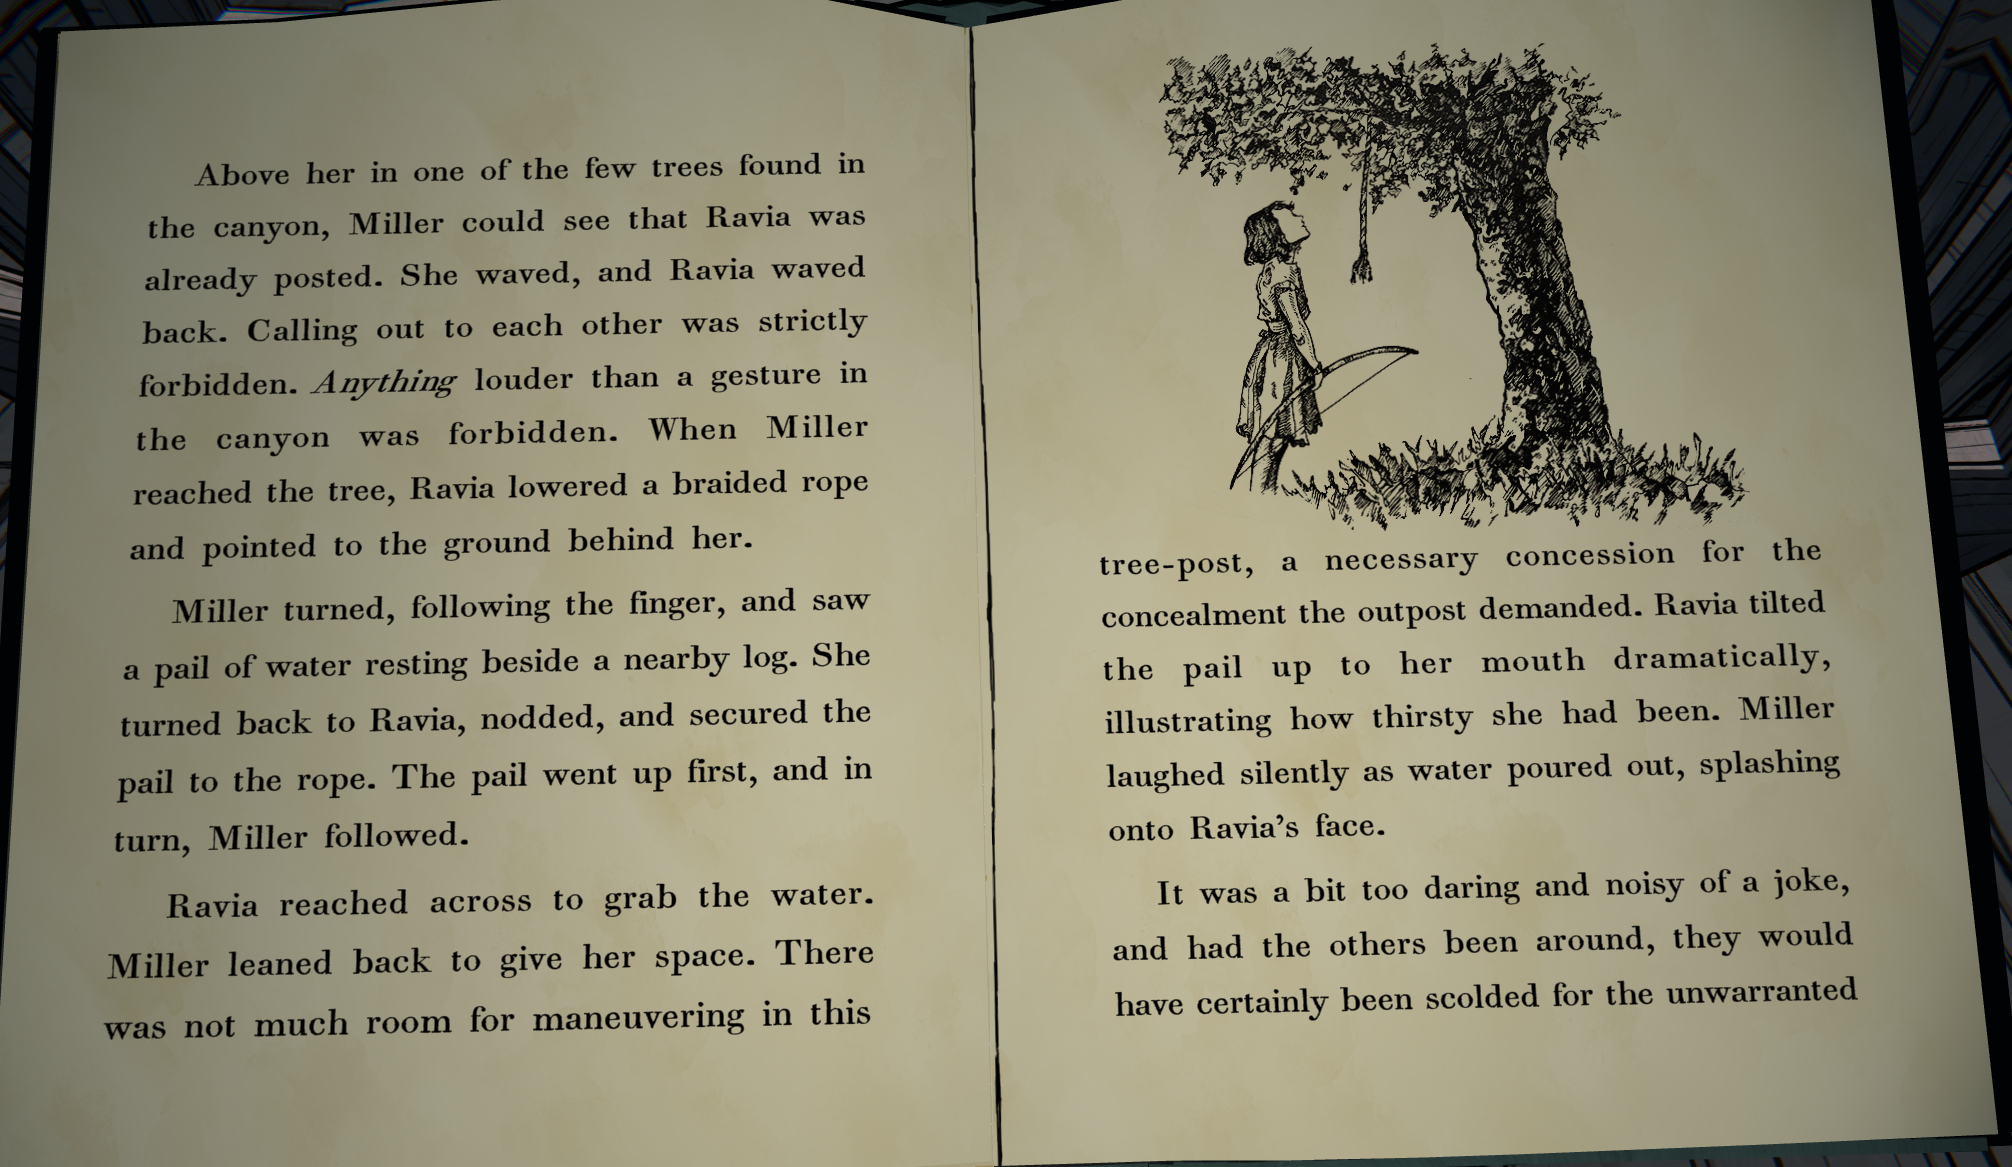 Above her in one of the few trees found in
the canyon, Miller could see that Ravia was
already posted. She waved, and Ravia waved
back. Calling out to each other was strictly
forbidden. Anything louder than a gesture in
the canyon was forbidden. When Miller
reached the tree, Ravia lowered a braided rope
and pointed to the ground behind her.
Miller turned, following the finger, and saw
a pail of water resting beside a nearby log. She
turned back to Ravia, nodded, and secured the
pail to the rope. The pail went up first, and in
turn, Miller followed.
Ravia reached across to grab the water.
Miller leaned back to give her space. There
was not much room for maneuvering in this
tree-post, a necessary concession for the
concealment the outpost demanded. Ravia tilted
the pail up to her mouth dramatically,
illustrating how thirsty she had been. Miller
laughed silently as water poured out, splashing
onto Ravia's face.
It was a bit too daring and noisy of a joke,
and had the others been around, they would
have certainly been scolded for the unwarranted